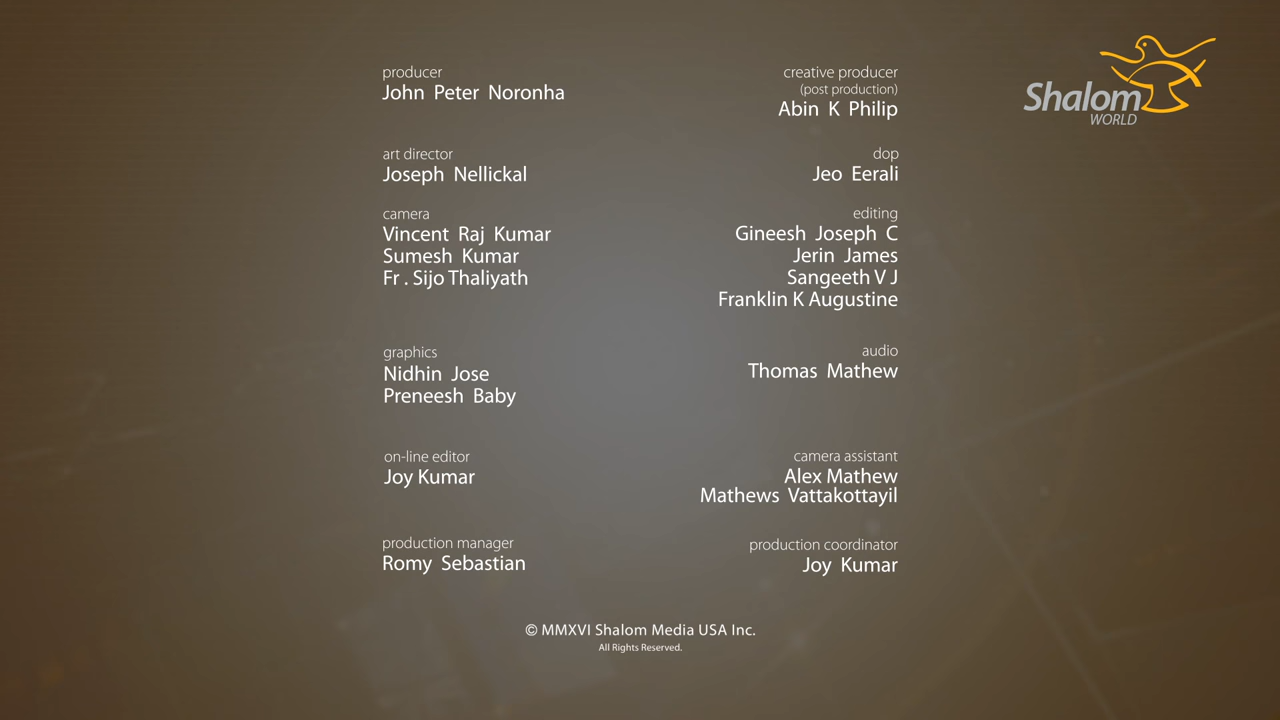 producer
John Peter Noronha
creative producer
(post production)
Abin K Philip
Shalom
WORLD
art director
Joseph Nellickal
dop
Jeo Eerali
camera
Vincent Raj Kumar
Sumesh Kumar
Fr . Sijo Thaliyath
editing
Gineesh Joseph C
Jerin James
Sangeeth V J
Franklin K Augustine
graphics
Nidhin Jose
Preneesh Baby
audio
Thomas Mathew
on-line editor
Joy Kumar
camera assistant
Alex Mathew
Mathews Vattakottayil
production manager
Romy Sebastian
production coordinator
Joy Kumar
© MMXVI Shalom Media USA Inc.
All Rights Reserved.